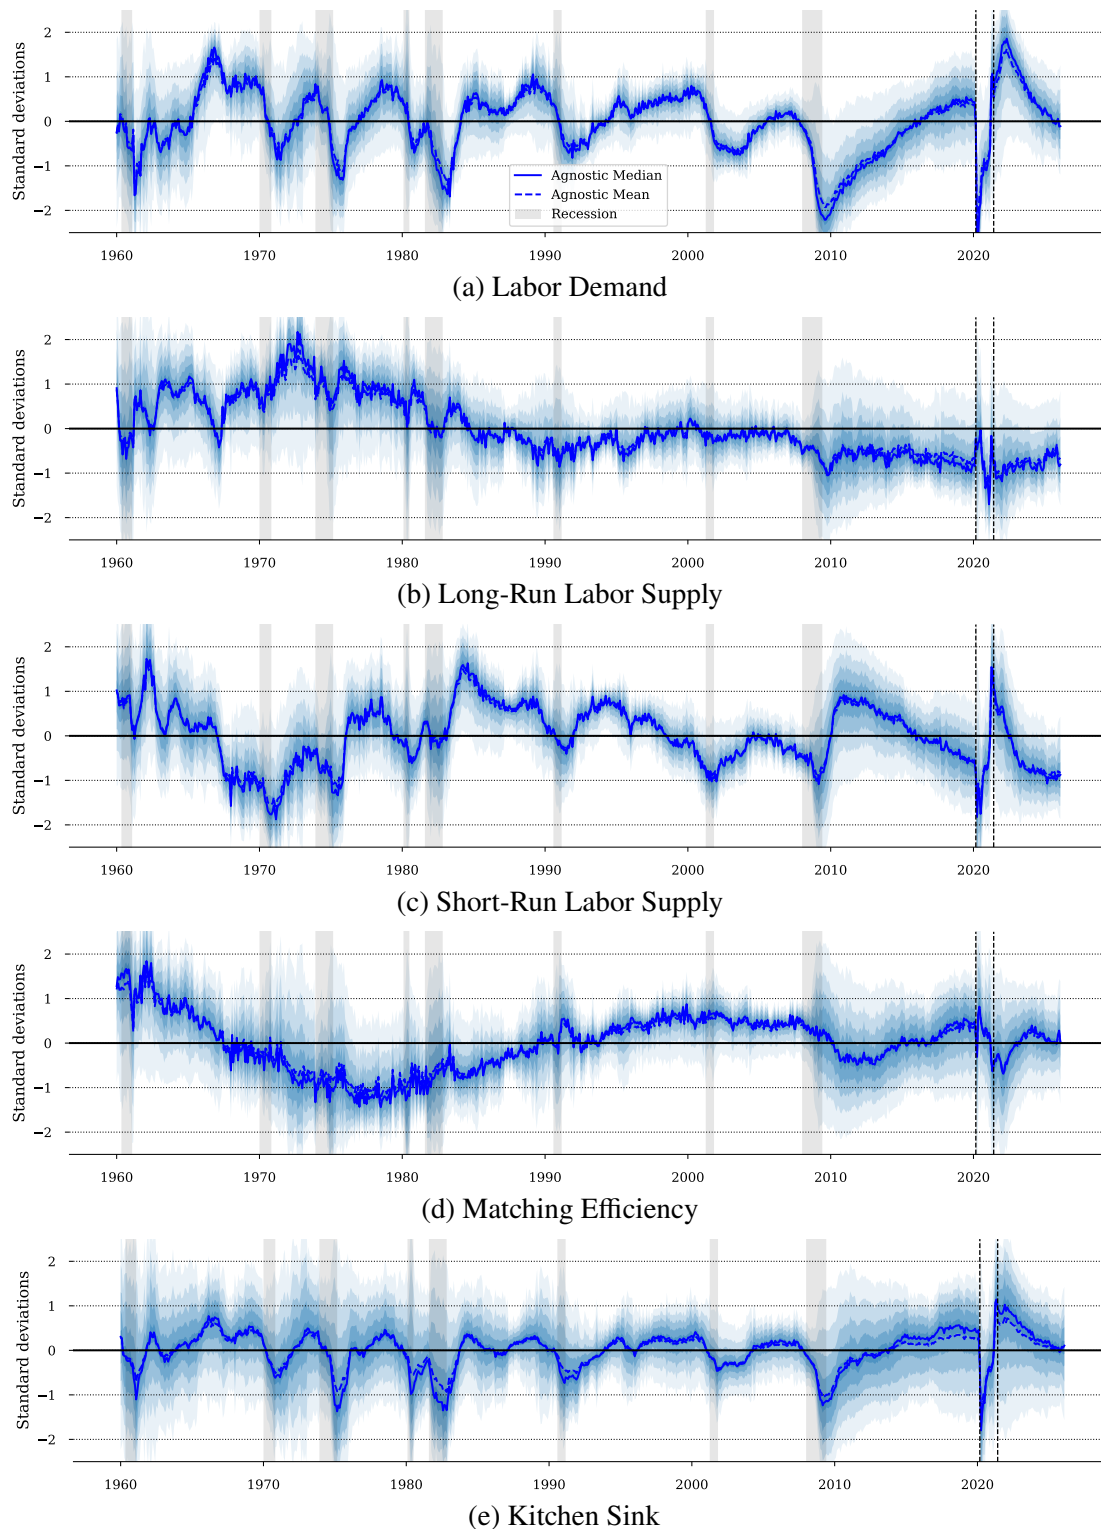 Standard deviations
2
1
0
−1
−2
Agnostic Median
Agnostic Mean
Recession
1960 1970 1980 1990 2000 2010 2020
(a) Labor Demand
Standard deviations
2
1
0
−1
−2
1960 1970 1980 1990 2000 2010 2020
(b) Long-Run Labor Supply
Standard deviations
2
1
0
−1
−2
1960 1970 1980 1990 2000 2010 2020
(c) Short-Run Labor Supply
Standard deviations
2
1
0
−1
−2
1960 1970 1980 1990 2000 2010 2020
(d) Matching Efficiency
Standard deviations
2
1
0
−1
−2
1960 1970 1980 1990 2000 2010 2020
(e) Kitchen Sink